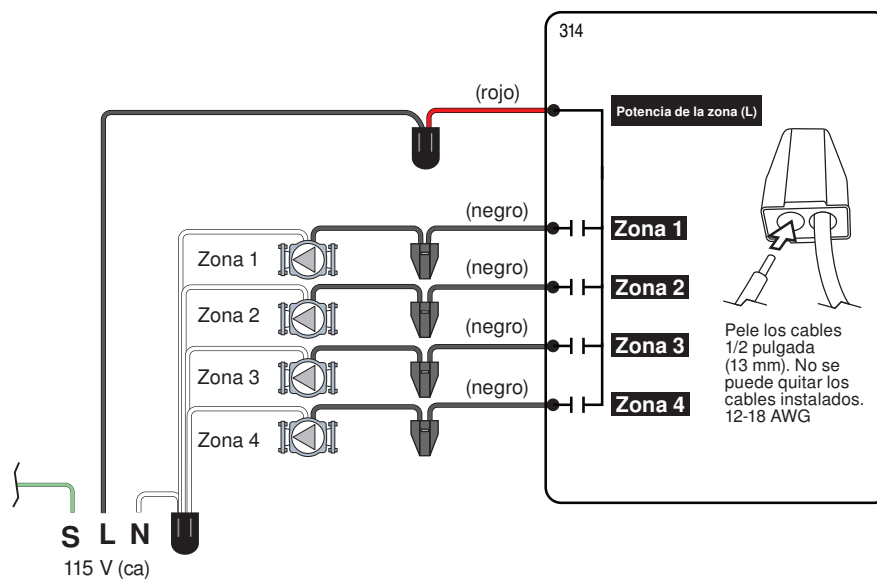 314
(rojo)
Potencia de la zona (L)
(negro)
Zona 1
Zona 1
(negro)
Zona 2
Zona 2
(negro)
Zona 3
Zona 3
(negro)
Zona 4
Zona 4
Pele los cables
1/2 pulgada
(13 mm). No se
puede quitar los
cables instalados.
12-18 AWG
S L N
115 V (ca)